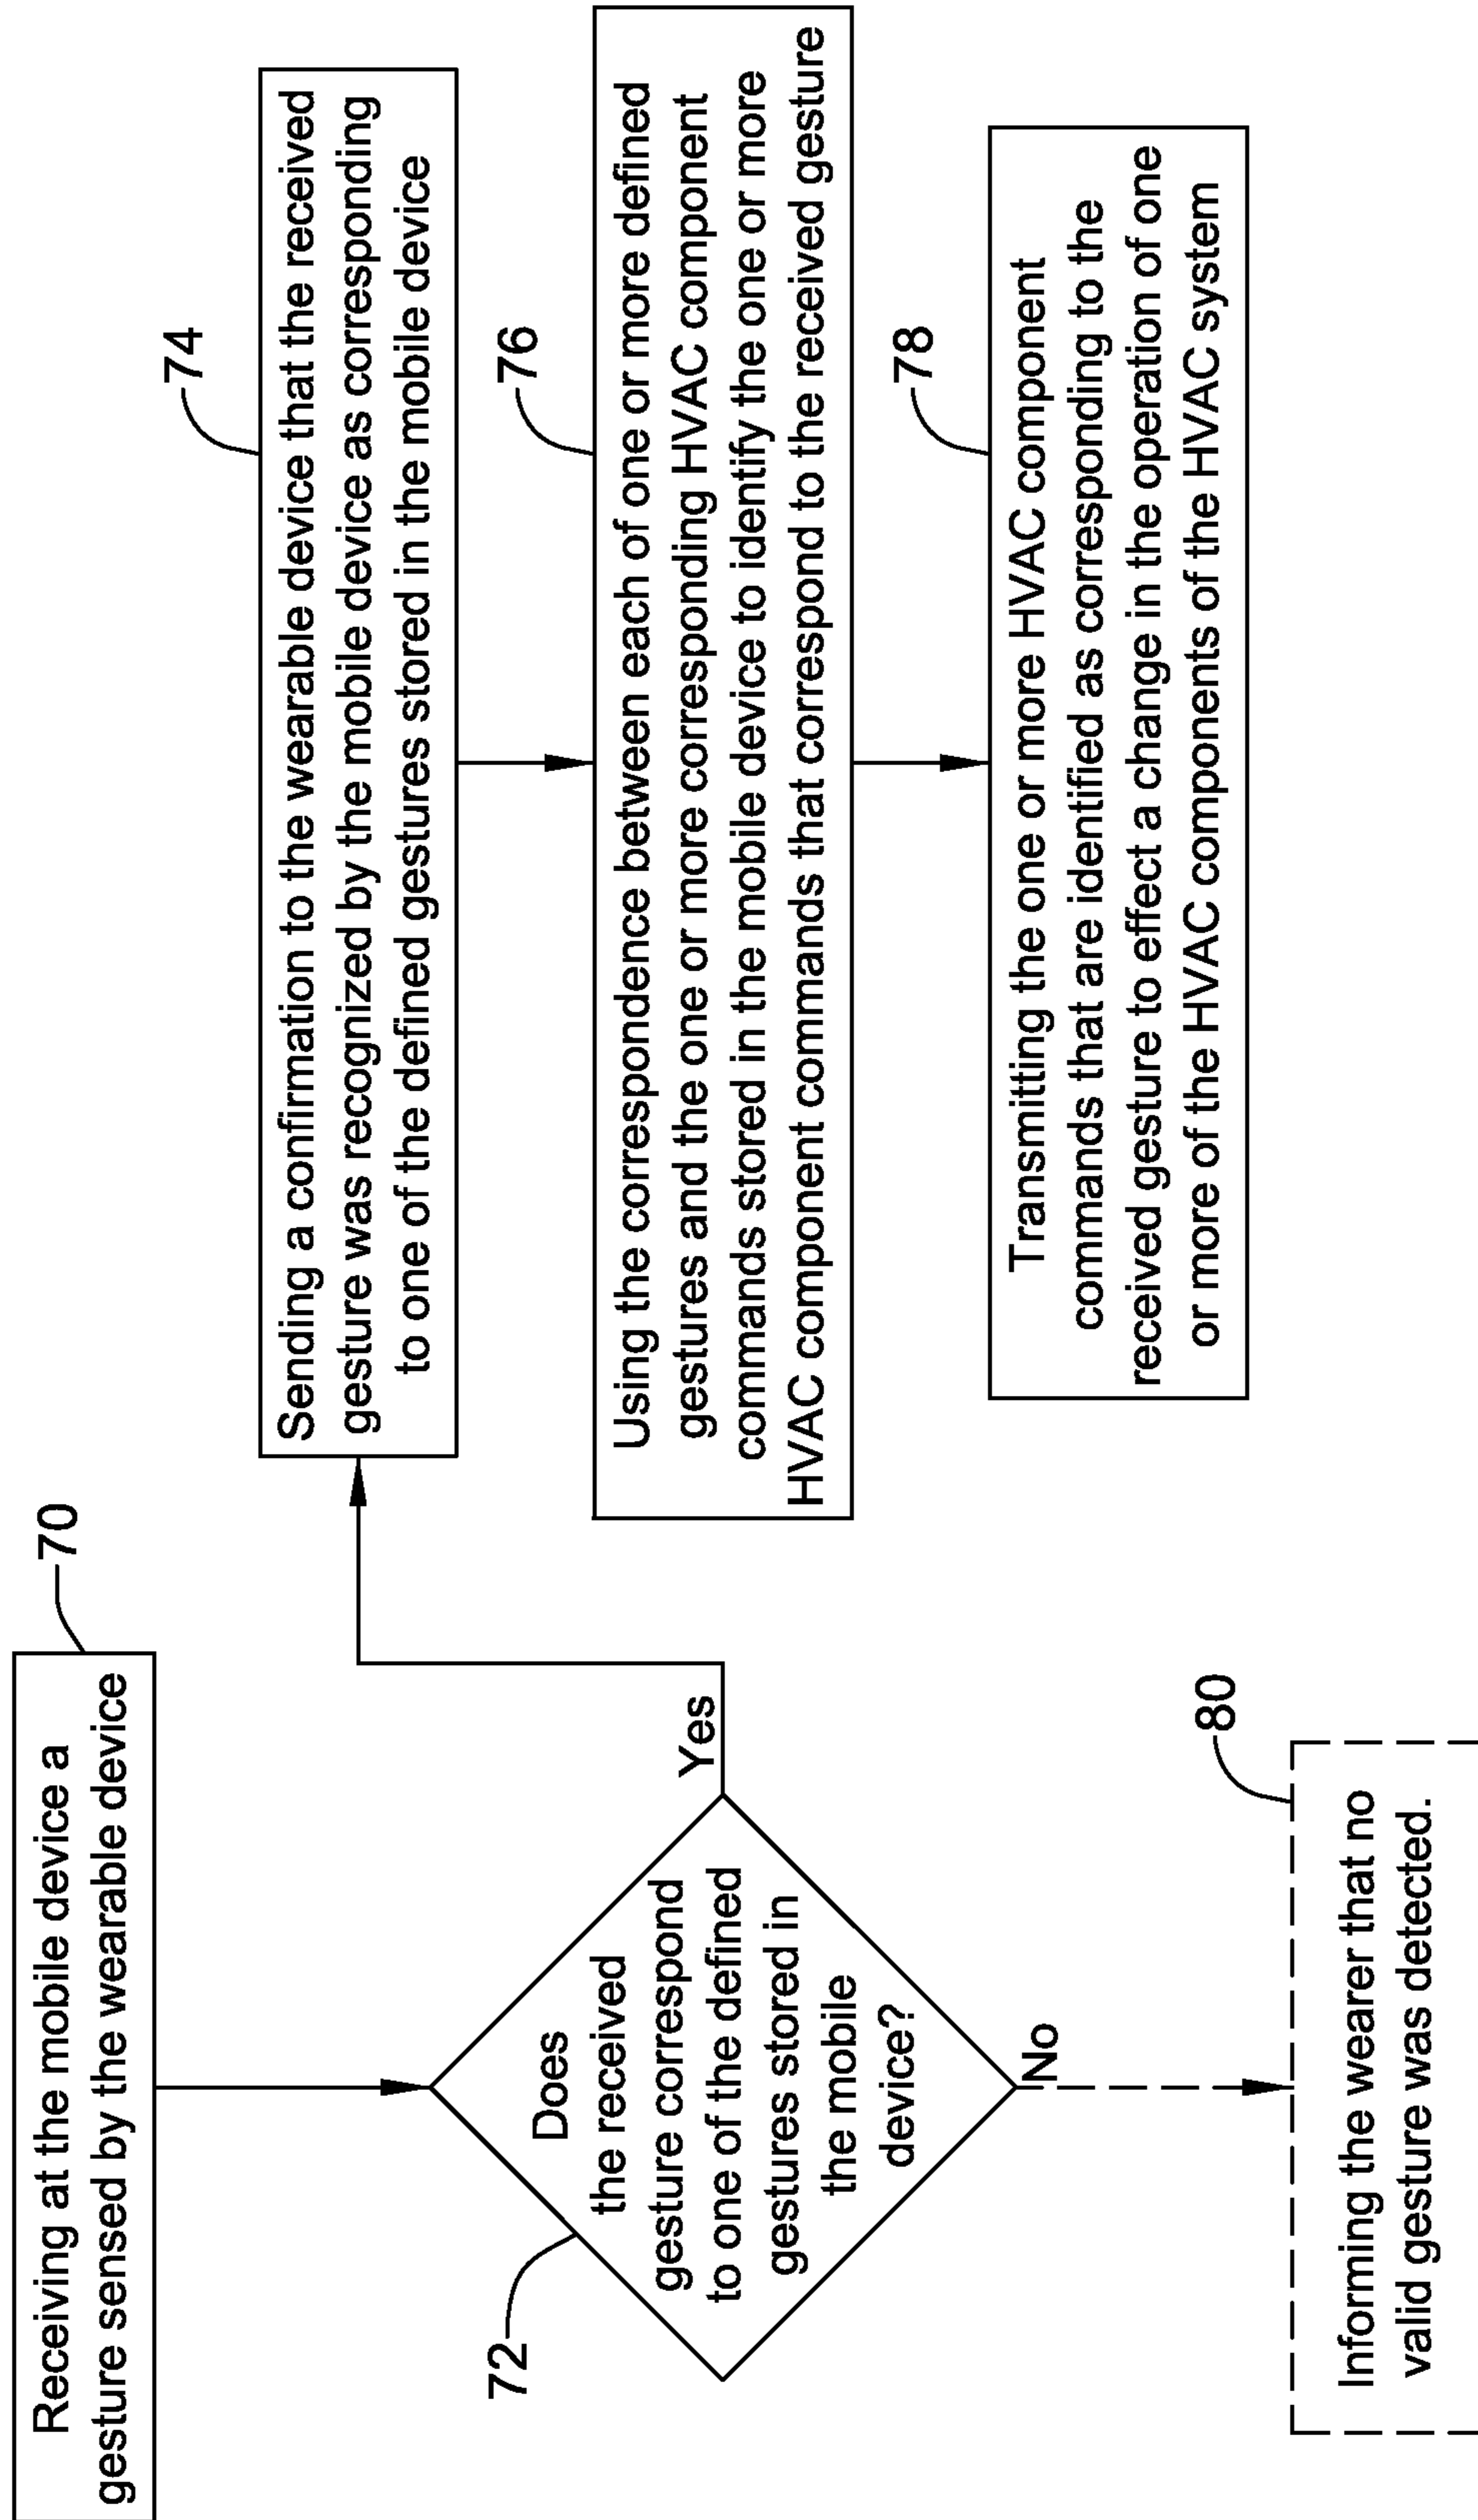 Receiving at the mobile device a
gesture sensed by the wearable device
70
Does
the received
gesture correspond
to one of the defined
gestures stored in
the mobile
device?
72
Yes
No
Sending a confirmation to the wearable device that the received
gesture was recognized by the mobile device as corresponding
to one of the defined gestures stored in the mobile device
74
Using the correspondence between each of one or more defined
gestures and the one or more corresponding HVAC component
commands stored in the mobile device to identify the one or more
HVAC component commands that correspond to the received gesture
76
Transmitting the one or more HVAC component
commands that are identified as corresponding to the
received gesture to effect a change in the operation of one
or more of the HVAC components of the HVAC system
78
Informing the wearer that no
valid gesture was detected.
80